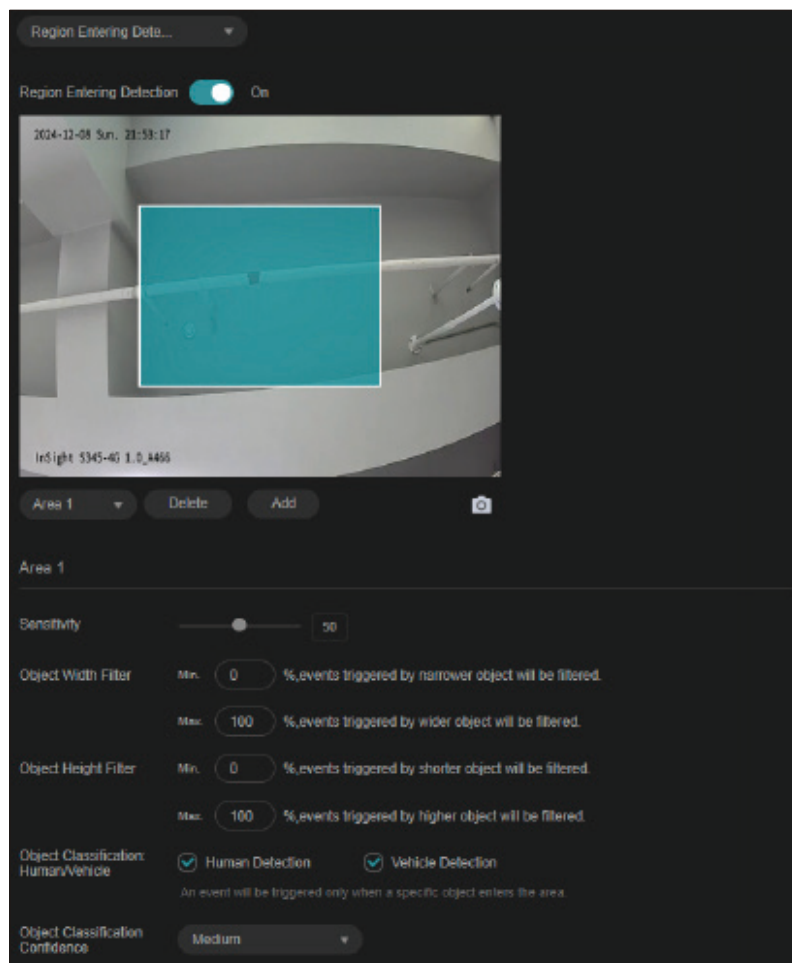 Region Entering Dete...
Region Entering Detection On
2024-12-08 Sun. 21:53:17
InSight S345-4G 1.0_A466
Area 1 Delete Add
Area 1
Sensitivity 50
Object Width Filter Min. 0 %,events triggered by narrower object will be filtered.
Max. 100 %,events triggered by wider object will be filtered.
Object Height Filter Min. 0 %,events triggered by shorter object will be filtered.
Max. 100 %,events triggered by higher object will be filtered.
Object Classification:
Human/Vehicle
Human Detection Vehicle Detection
An event will be triggered only when a specific object enters the area.
Object Classification
Confidence
Medium